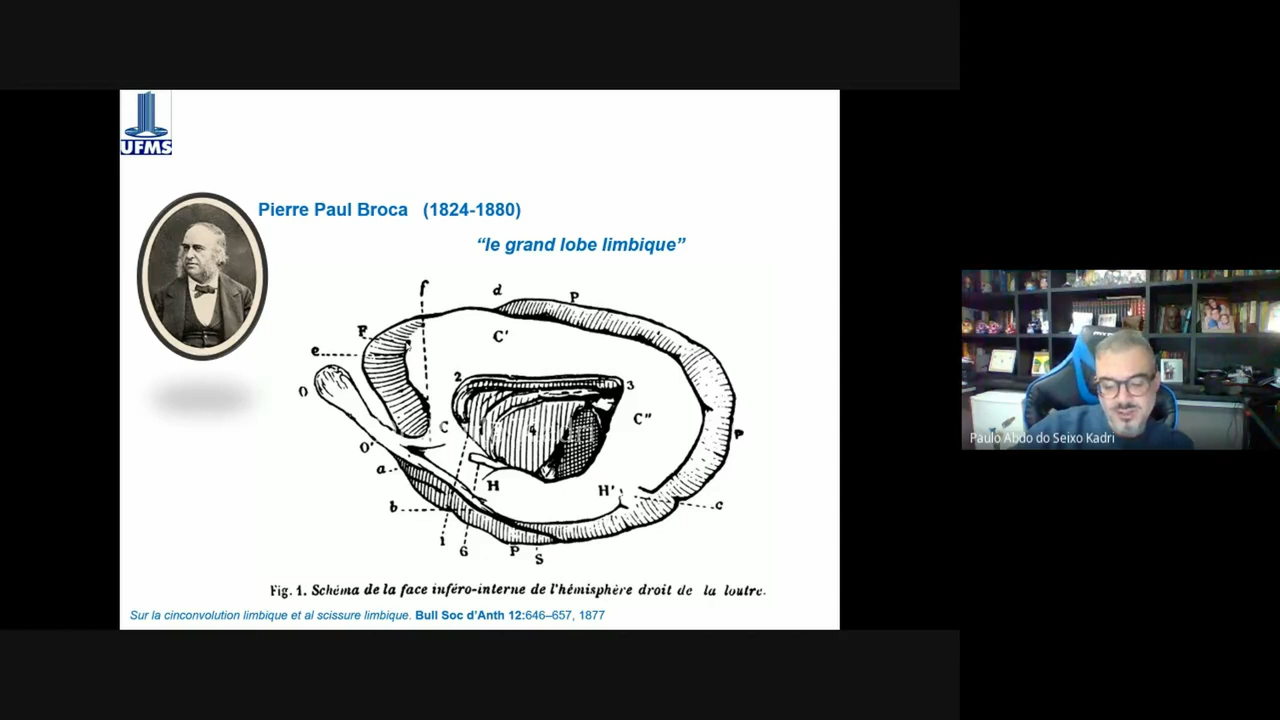 UFMS
Pierre Paul Broca (1824-1880)
“le grand lobe limbique”
f
d
P
F
e
C'
2
3
O
C
4
C"
O'
P
a
H
H'
b
c
1
6
P
S
Fig. 1. Schéma de la face inféro-interne de l'hémisphère droit de la loutre.
Sur la cinconvolution limbique et al scissure limbique. Bull Soc d’Anth 12:646–657, 1877
Paulo Abdo do Seixo Kadri